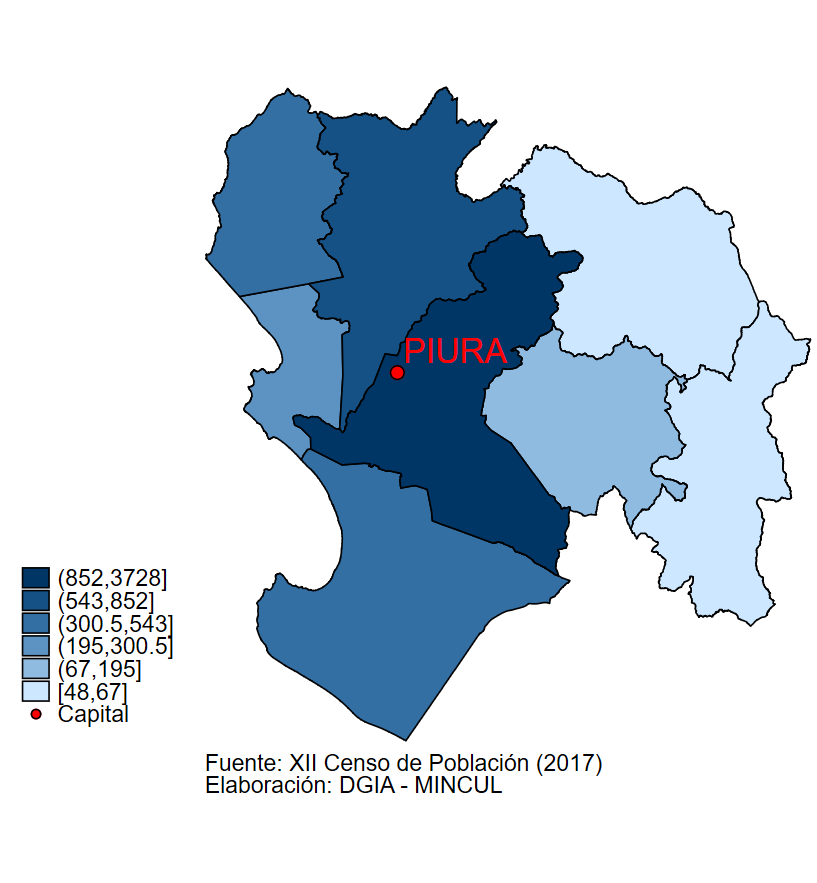 PIURA
(852,3728]
(543,852]
(300.5,543]
(195,300.5]
(67,195]
[48,67]
Capital
Fuente: XII Censo de Población (2017)
Elaboración: DGIA - MINCUL